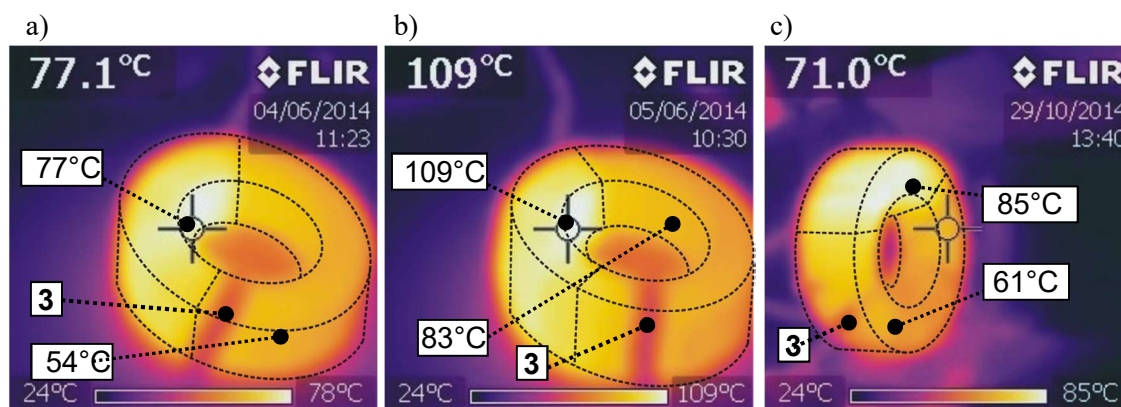 a)
77.1°C
FLIR
04/06/2014
11:23
77°C
3
54°C
24°C
78°C
b)
109°C
FLIR
05/06/2014
10:30
109°C
83°C
3
24°C
109°C
c)
71.0°C
FLIR
29/10/2014
13:40
85°C
61°C
3
24°C
85°C